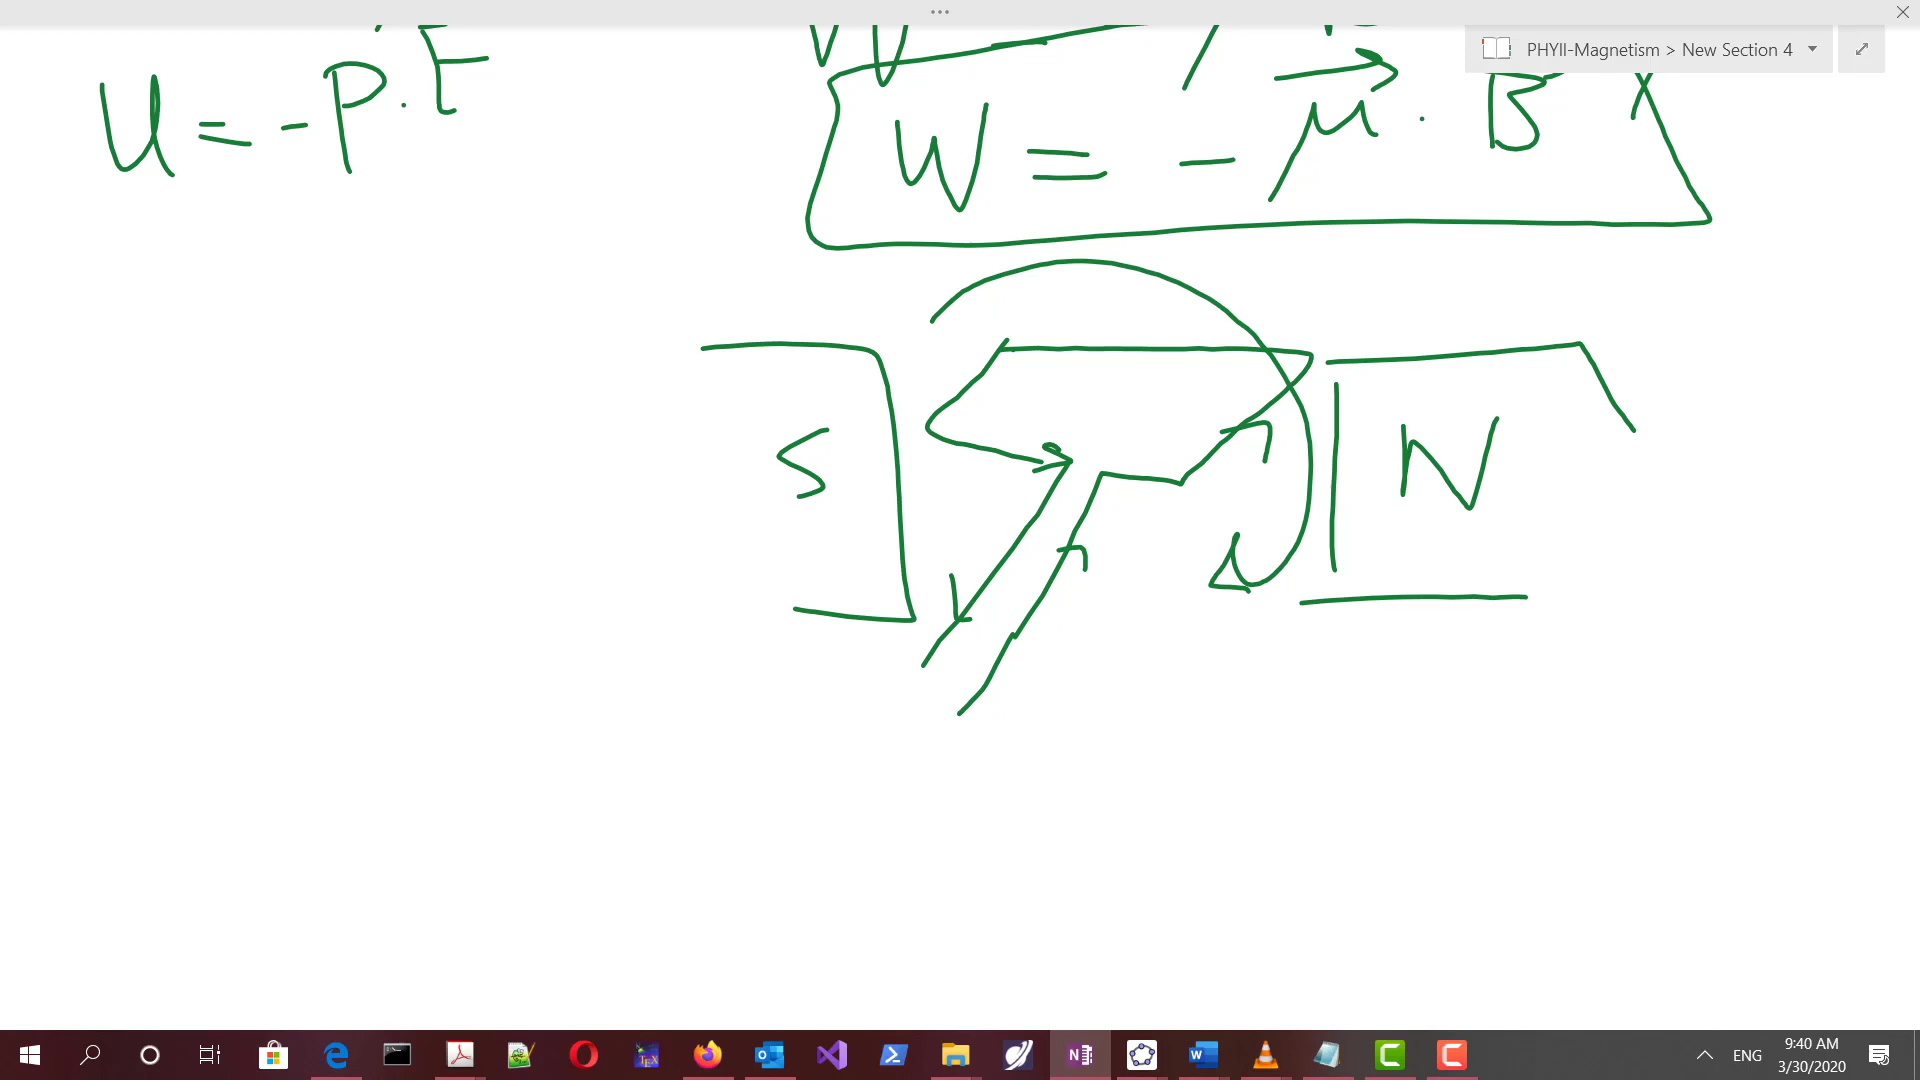 PHYII-Magnetism > New Section 4
U = - P . E
W = - μ . B
S
N
ENG
9:40 AM
3/30/2020